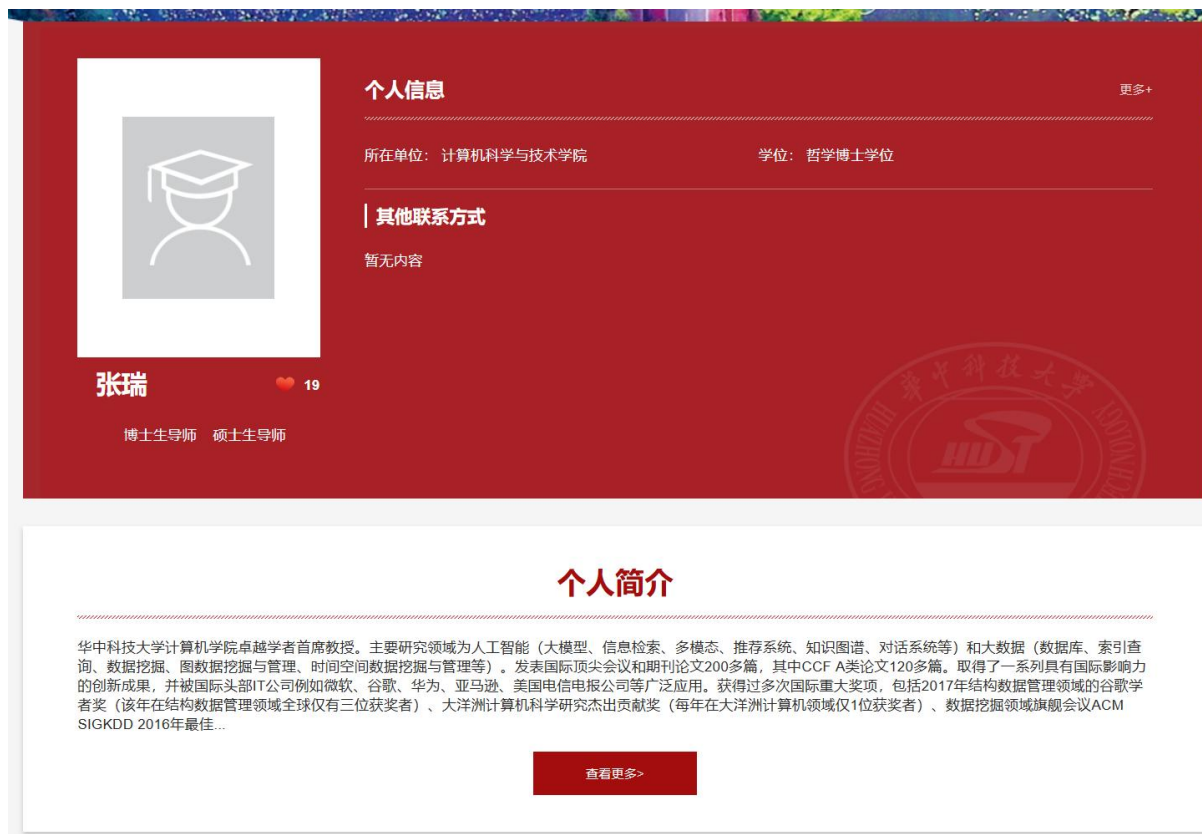 个人信息
更多+
所在单位： 计算机科学与技术学院
学位： 哲学博士学位
其他联系方式
暂无内容
张瑞
19
博士生导师 硕士生导师
华中科技大学
HUST
个人简介
华中科技大学计算机学院卓越学者首席教授。主要研究领域为人工智能（大模型、信息检索、多模态、推荐系统、知识图谱、对话系统等）和大数据（数据库、索引查
询、数据挖掘、图数据挖掘与管理、时间空间数据挖掘与管理等）。发表国际顶尖会议和期刊论文200多篇，其中CCF A类论文120多篇。取得了一系列具有国际影响力
的创新成果，并被国际头部IT公司例如微软、谷歌、华为、亚马逊、美国电信电报公司等广泛应用。获得过多次国际重大奖项，包括2017年结构数据管理领域的谷歌学
者奖（该年在结构数据管理领域全球仅有三位获奖者）、大洋洲计算机科学研究杰出贡献奖（每年在大洋洲计算机领域仅1位获奖者）、数据挖掘领域旗舰会议ACM
SIGKDD 2016年最佳...
查看更多>